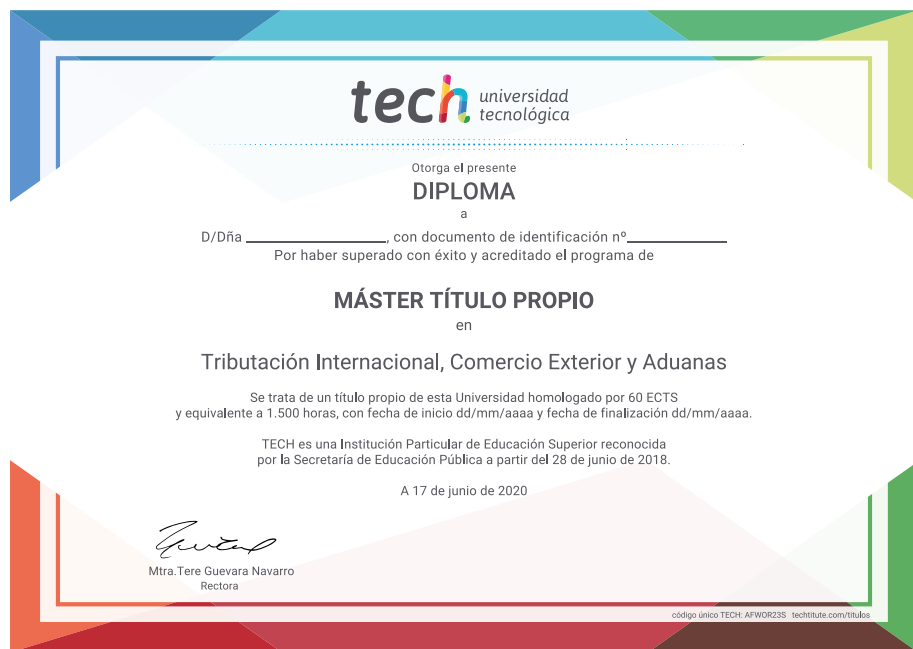 tech universidad
tecnológica
Otorga el presente
DIPLOMA
a
D/Dña ______________, con documento de identificación nº__________
Por haber superado con éxito y acreditado el programa de
MÁSTER TÍTULO PROPIO
en
Tributación Internacional, Comercio Exterior y Aduanas
Se trata de un título propio de esta Universidad homologado por 60 ECTS
y equivalente a 1.500 horas, con fecha de inicio dd/mm/aaaa y fecha de finalización dd/mm/aaaa.
TECH es una Institución Particular de Educación Superior reconocida
por la Secretaría de Educación Pública a partir del 28 de junio de 2018.
A 17 de junio de 2020
Mtra.Tere Guevara Navarro
Rectora
código único TECH: AFWOR23S techtitute.com/títulos